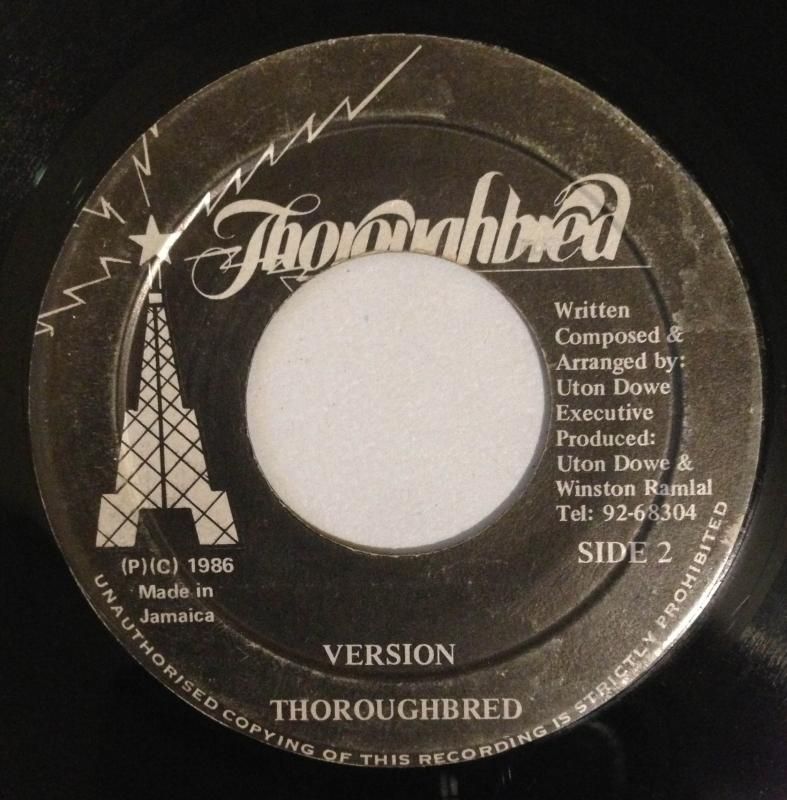 Thoroughbred
Written
Composed &
Arranged by:
Uton Dowe
Executive
Produced:
Uton Dowe &
Winston Ramlal
Tel: 92-68304
SIDE 2
(P)(C) 1986
Made in
Jamaica
VERSION
THOROUGHBRED
UNAUTHORISED COPYING OF THIS RECORDING IS STRICTLY PROHIBITED